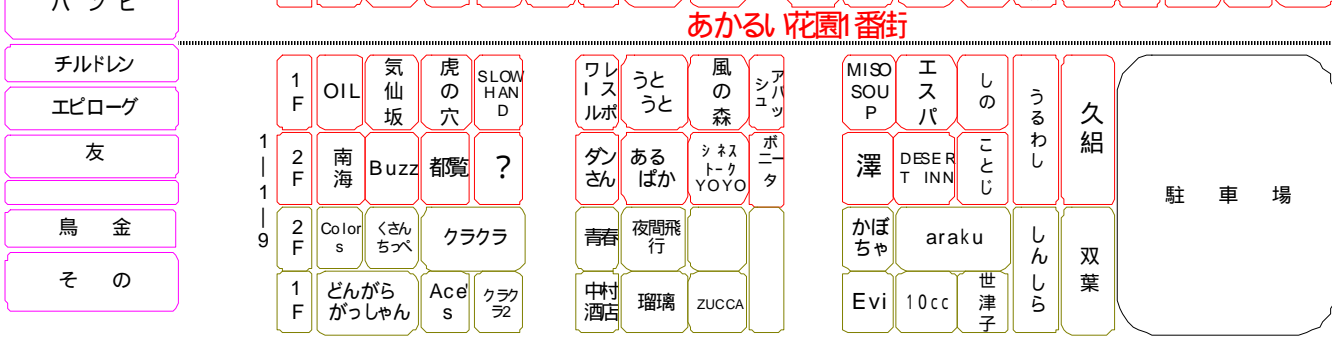 あかるい花園1番街
チルドレン
エピローグ
友
鳥 金
そ の
1|1|9
1F
OIL
気仙坂
虎の穴
SLOW HAND
2F
南海
Buzz
都覧
?
2F
Colors
くさんちっぺ
クラクラ
1F
どんがらがっしゃん
Ace's
クラクラ2
ワールレスポ
うとうと
風の森
アパッシュ
ダンさん
あるぱか
シネストーク YOYO
ボニータ
青春
夜間飛行
中村酒店
瑠璃
ZUCCA
MISO SOUP
エスパ
しの
うるわし
久絽
澤
DESERT INN
ことじ
かぼちゃ
araku
しんしら
双葉
Evi
10cc
世津子
駐 車 場